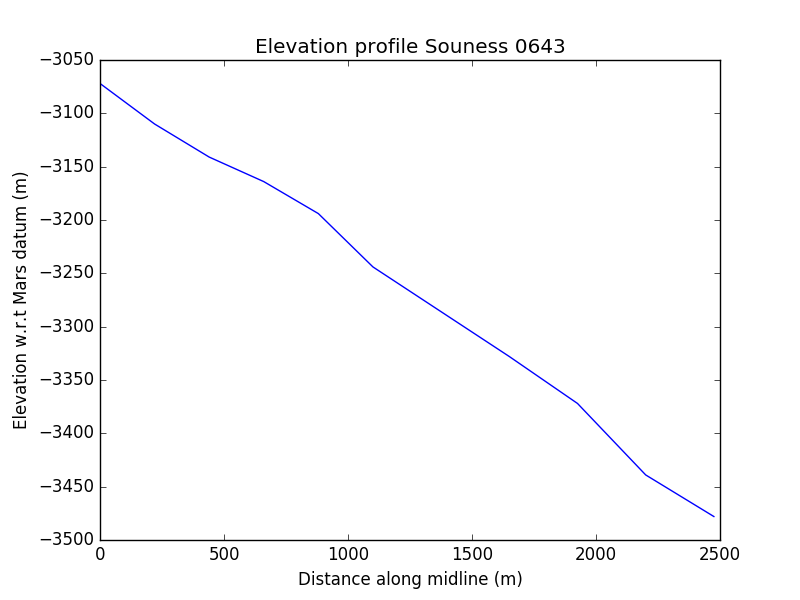 Elevation profile Souness 0643
−3050
−3100
−3150
−3200
−3250
−3300
−3350
−3400
−3450
−3500
Elevation w.r.t Mars datum (m)
0 500 1000 1500 2000 2500
Distance along midline (m)